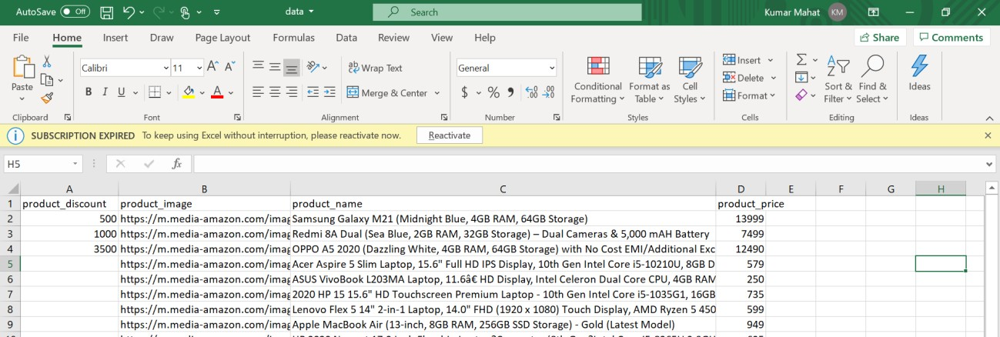 AutoSave Off data Search Kumar Mahat KM
File Home Insert Draw Page Layout Formulas Data Review View Help Share Comments
Calibri 11 Wrap Text General Insert
Paste Conditional Format as Cell Delete Sort & Find & Ideas
B I U A Merge & Center $ % Formatting Table Styles Format Filter Select
Clipboard Font Alignment Number Styles Cells Editing Ideas
SUBSCRIPTION EXPIRED To keep using Excel without interruption, please reactivate now. Reactivate
H5 fx
A B C D E F G H
1 product_discount product_image product_name product_price
2 500 https://m.media-amazon.com/imag Samsung Galaxy M21 (Midnight Blue, 4GB RAM, 64GB Storage) 13999
3 1000 https://m.media-amazon.com/imag Redmi 8A Dual (Sea Blue, 2GB RAM, 32GB Storage) – Dual Cameras & 5,000 mAH Battery 7499
4 3500 https://m.media-amazon.com/imag OPPO A5 2020 (Dazzling White, 4GB RAM, 64GB Storage) with No Cost EMI/Additional Exc 12490
5 https://m.media-amazon.com/imag Acer Aspire 5 Slim Laptop, 15.6" Full HD IPS Display, 10th Gen Intel Core i5-10210U, 8GB D 579
6 https://m.media-amazon.com/imag ASUS VivoBook L203MA Laptop, 11.6â€ HD Display, Intel Celeron Dual Core CPU, 4GB RAM 250
7 https://m.media-amazon.com/imag 2020 HP 15 15.6" HD Touchscreen Premium Laptop - 10th Gen Intel Core i5-1035G1, 16GB 735
8 https://m.media-amazon.com/imag Lenovo Flex 5 14" 2-in-1 Laptop, 14.0" FHD (1920 x 1080) Touch Display, AMD Ryzen 5 450 599
9 https://m.media-amazon.com/imag Apple MacBook Air (13-inch, 8GB RAM, 256GB SSD Storage) - Gold (Latest Model) 949